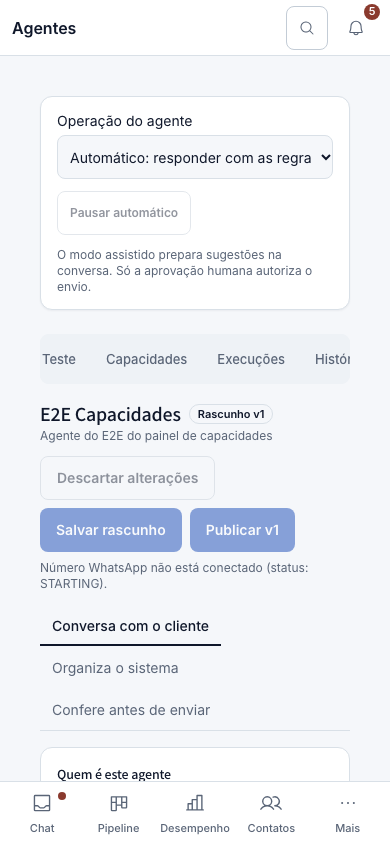 Agentes
5
Operação do agente
Automático: responder com as regra
Pausar automático
O modo assistido prepara sugestões na
conversa. Só a aprovação humana autoriza o
envio.
Teste Capacidades Execuções Histór
E2E Capacidades Rascunho v1
Agente do E2E do painel de capacidades
Descartar alterações
Salvar rascunho Publicar v1
Número WhatsApp não está conectado (status:
STARTING).
Conversa com o cliente
Organiza o sistema
Confere antes de enviar
Quem é este agente
Chat Pipeline Desempenho Contatos Mais